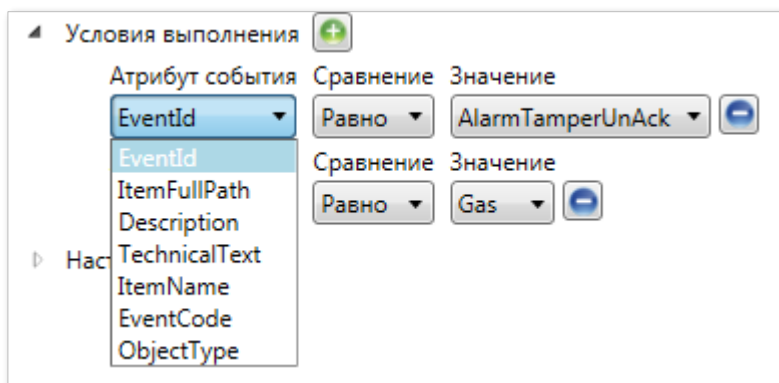 Условия выполнения
Атрибут события Сравнение Значение
EventId Равно AlarmTamperUnAck
EventId
Сравнение Значение
ItemFullPath
Равно Gas
Description
TechnicalText
ItemName
EventCode
ObjectType